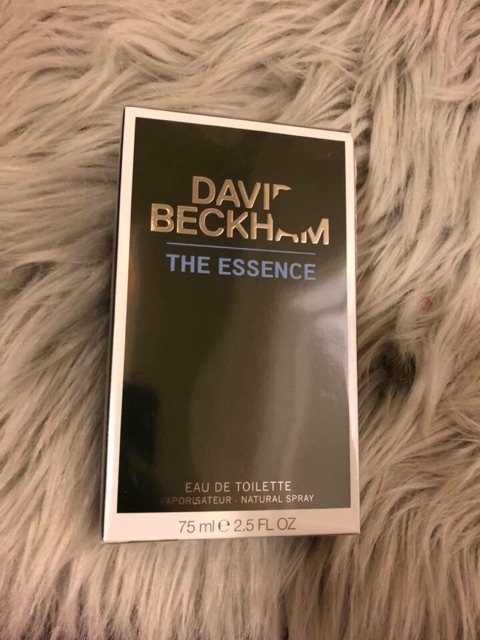 DAVID
BECKHAM
THE ESSENCE
EAU DE TOILETTE
VAPORISATEUR - NATURAL SPRAY
75 ml ℮ 2.5 FL OZ